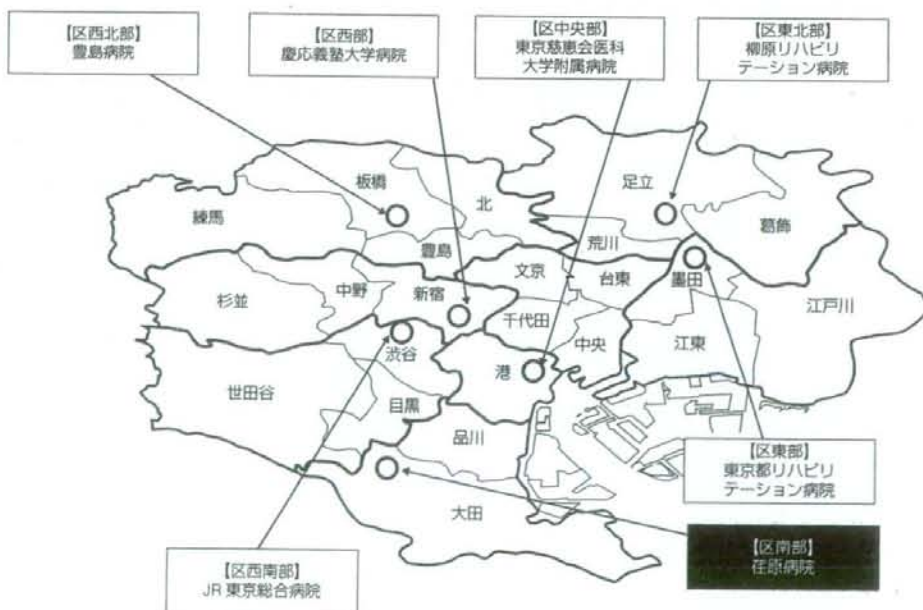 【区西北部】
豊島病院
【区西部】
慶応義塾大学病院
【区中央部】
東京慈恵会医科
大学附属病院
【区東北部】
柳原リハビリ
テーション病院
板橋
足立
北
練馬
葛飾
荒川
豊島
文京
台東
中野
新宿
墨田
杉並
江戸川
千代田
中央
江東
渋谷
港
世田谷
目黒
品川
【区東部】
東京都リハビリ
テーション病院
大田
【区南部】
荏原病院
【区西南部】
JR東京総合病院